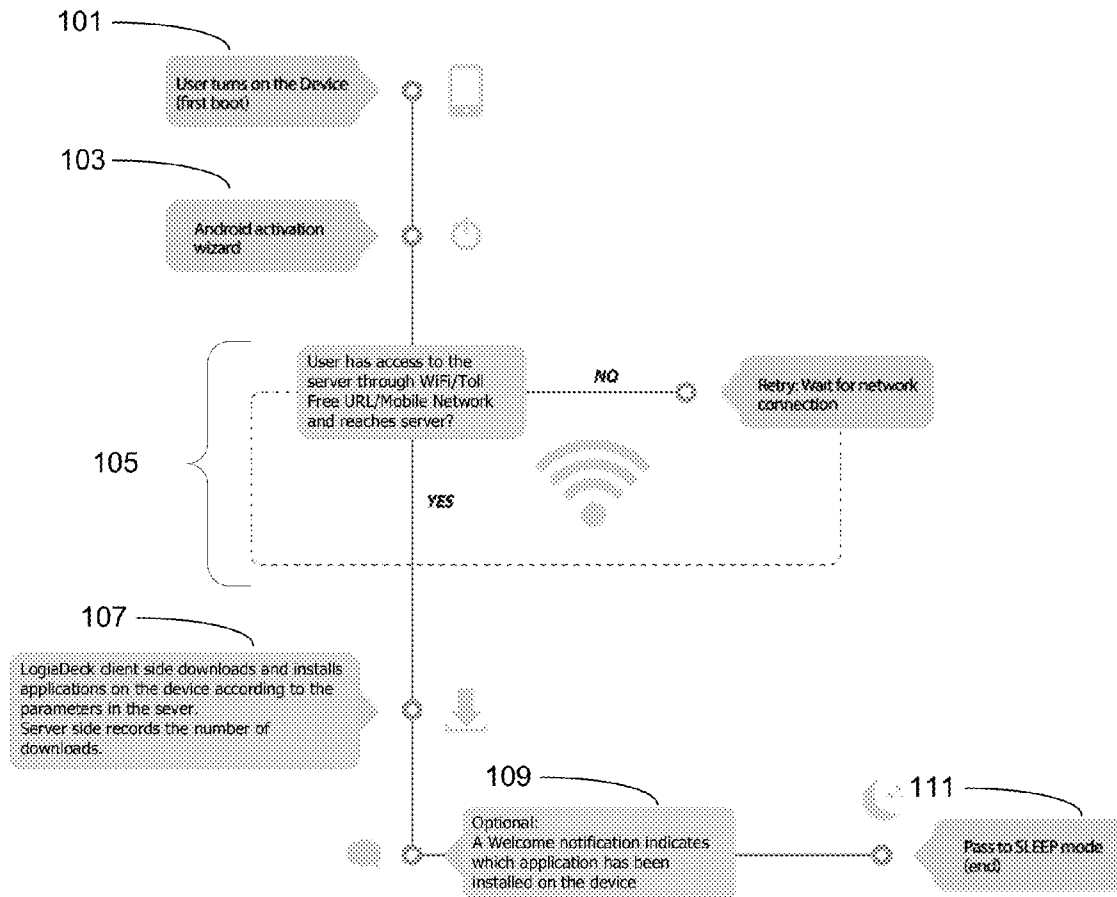 101
User turns on the Device
(first boot)
103
Android activation
wizard
105
User has access to the
server through WiFi/Toll
Free URL/Mobile Network
and reaches server?
NO
Retry: Wait for network
connection
YES
107
LogiaDeck client side downloads and installs
applications on the device according to the
parameters in the sever.
Server side records the number of
downloads.
109
Optional:
A Welcome notification indicates
which application has been
installed on the device
111
Pass to SLEEP mode
(end)